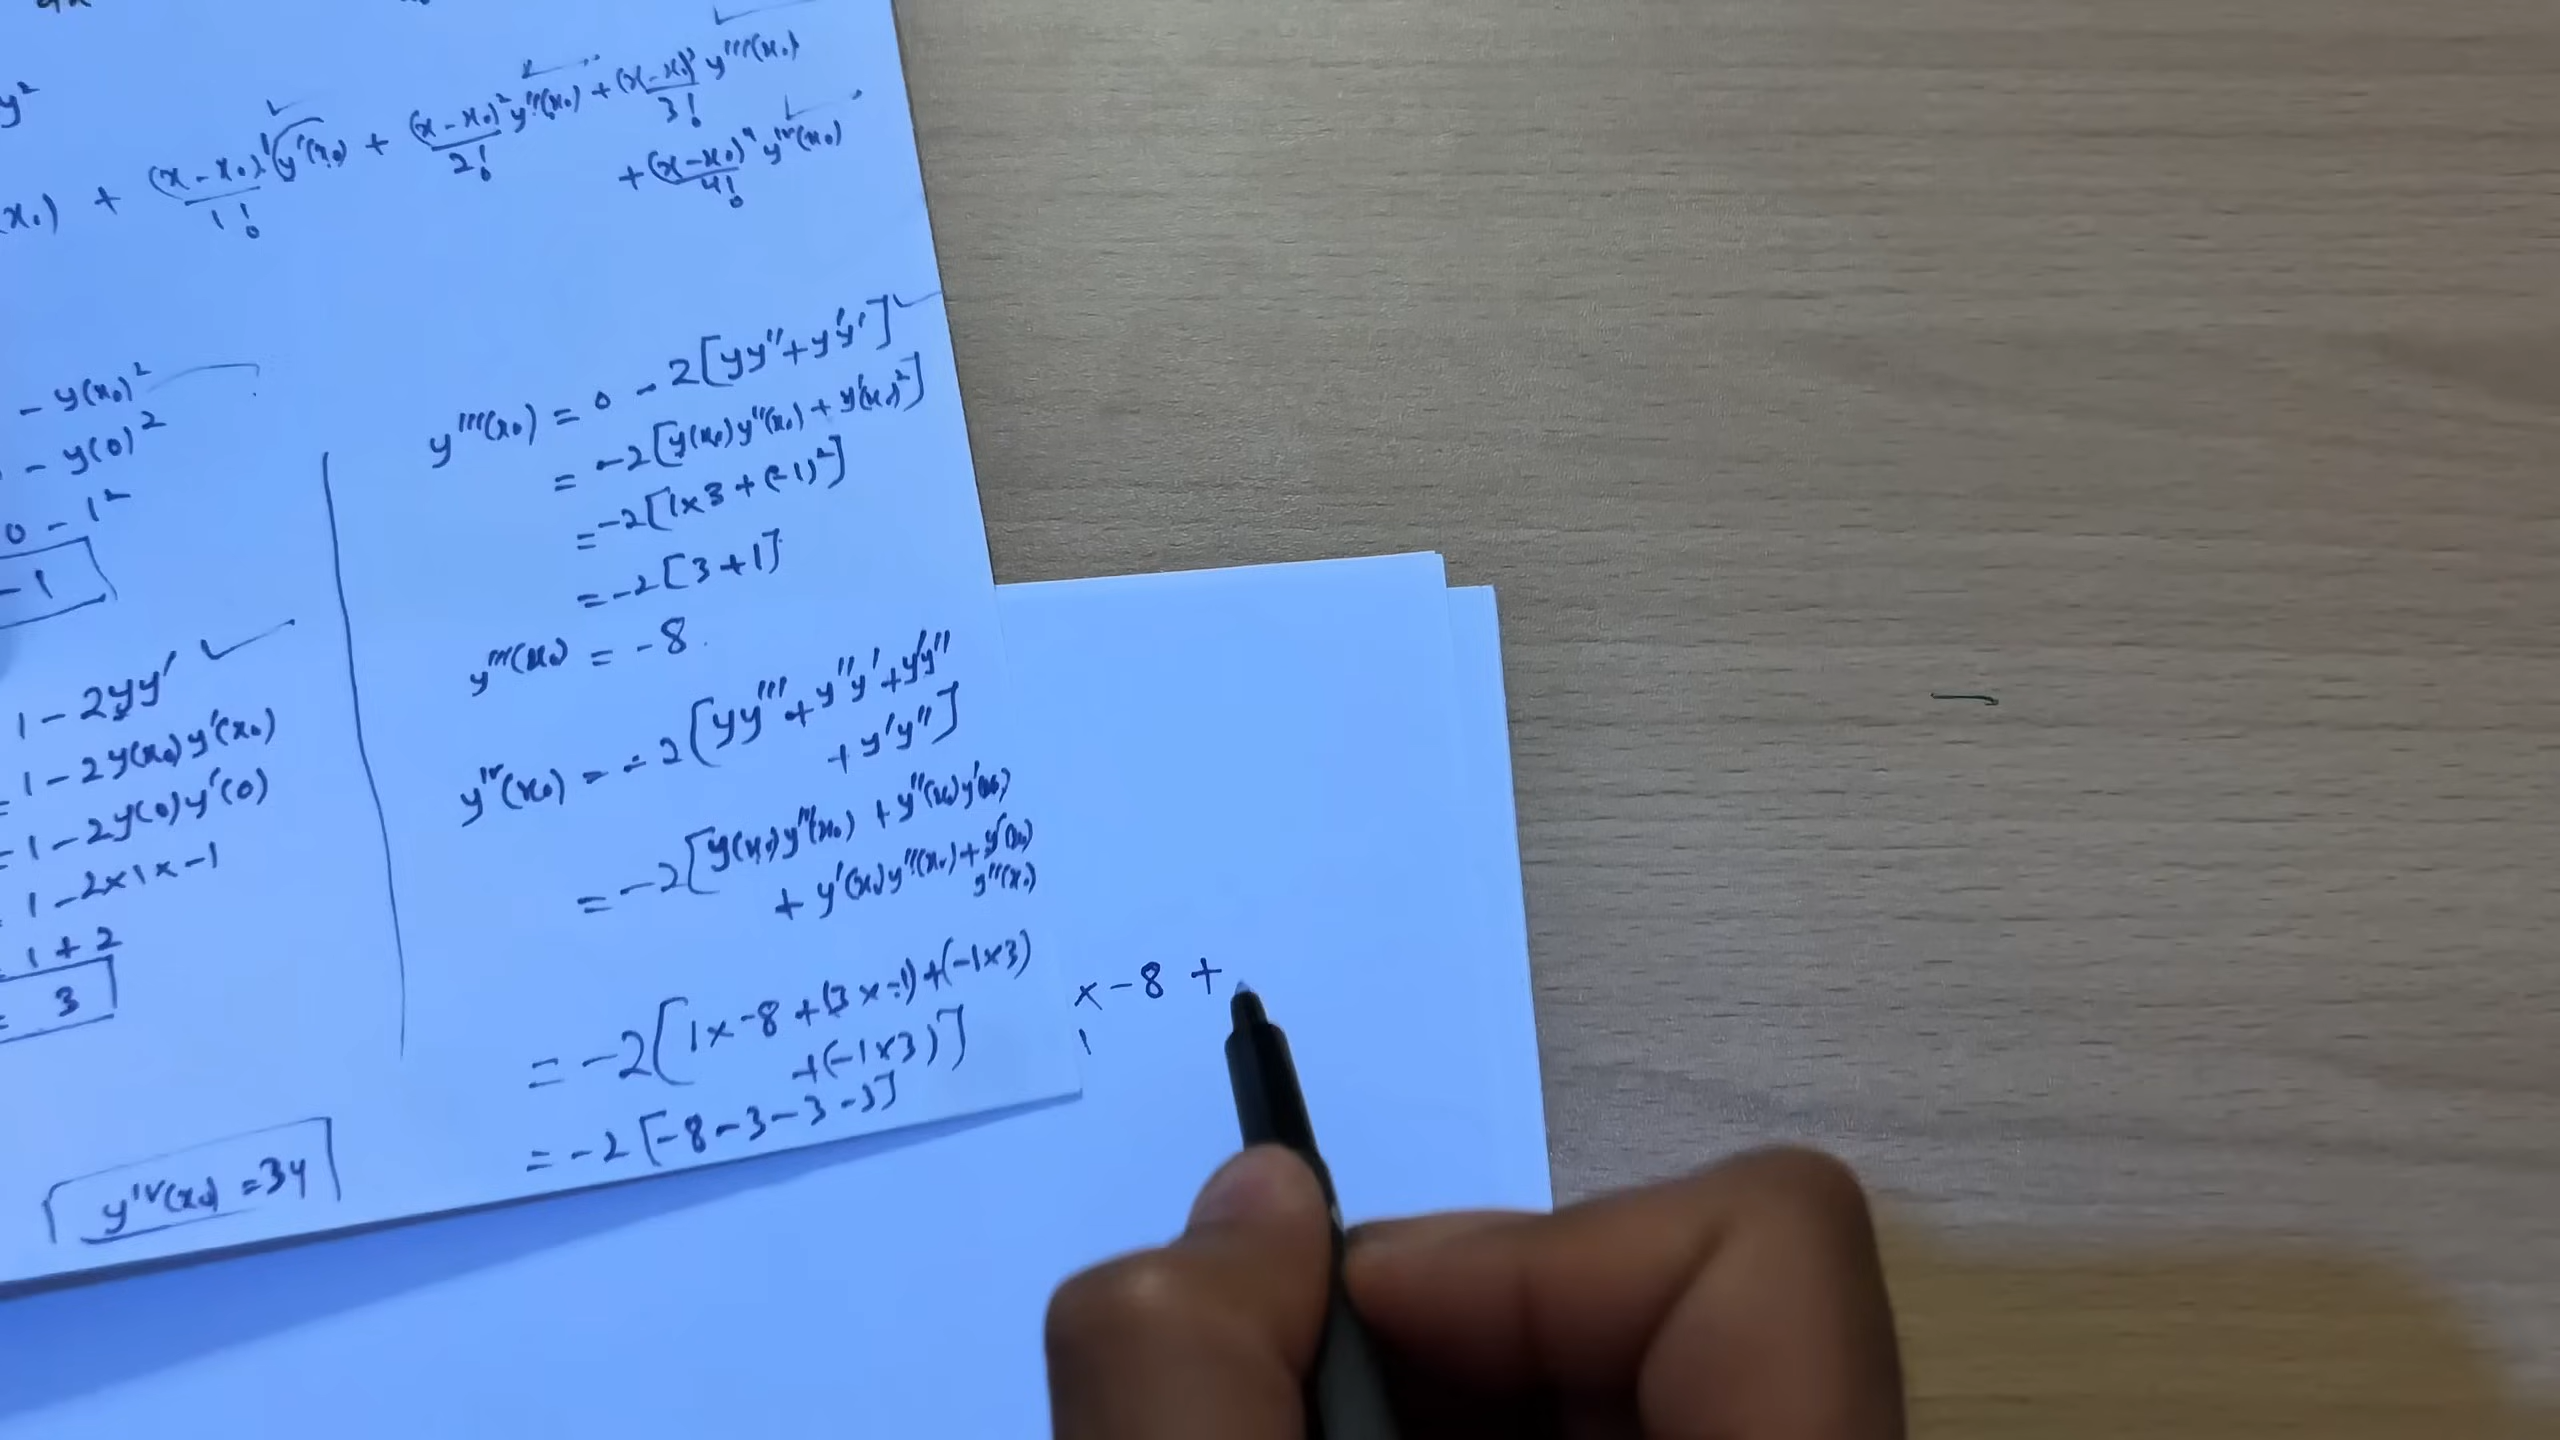 y²
(x₀) + (x-x₀)¹/1! y'(x₀) + (x-x₀)²/2! y''(x₀) + (x-x₀)³/3! y'''(x₀)
+ (x-x₀)⁴/4! yⁱᵛ(x₀)
- y(x₀)²
- y(0)²
0 - 1²
-1
1 - 2yy'
= 1 - 2y(x₀)y'(x₀)
= 1 - 2y(0)y'(0)
1 - 2×1×-1
= 1 + 2
= 3
y'''(x₀) = 0 - 2[yy''+y'y']
= -2[y(x₀)y''(x₀) + y'(x₀)²]
= -2[1×3 + (-1)²]
= -2[3+1]
y'''(x₀) = -8
yⁱᵛ(x₀) = -2[yy'''+y''y'+y'y''
+ y'y'']
= -2[y(x₀)y'''(x₀) + y''(x₀)y'(x₀)
+ y'(x₀)y''(x₀)+y'(x₀)
y''(x₀)
= -2[1×-8+(3×-1)+(-1×3)
+(-1×3)]
= -2[-8-3-3-3]
yⁱᵛ(x₀) = 34
× -8 +
1